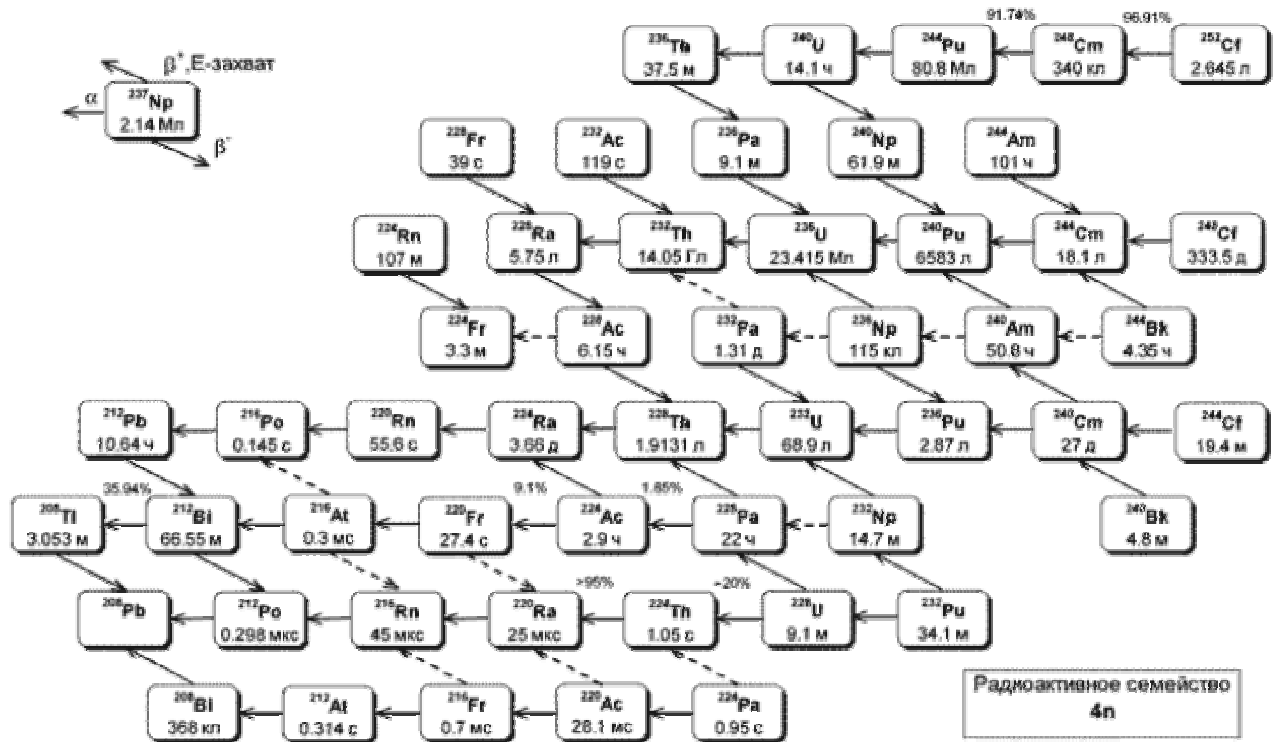 91.74% 96.91%
β⁺,E-захват
α
²³⁷Np
2.14 Мл
β⁻
²³⁶Th ²⁴⁰U ²⁴⁴Pu ²⁴⁸Cm ²⁵²Cf
37.5 м 14.1 ч 80.8 Мл 340 кл 2.645 л
²²⁸Fr ²³²Ac ²³⁶Pa ²⁴⁰Np ²⁴⁴Am
39 с 119 с 9.1 м 61.9 м 101 ч
²²⁴Rn ²²⁸Ra ²³²Th ²³⁶U ²⁴⁰Pu ²⁴⁴Cm ²⁴⁸Cf
107 м 5.75 л 14.05 Гл 23.415 Мл 6583 л 18.1 л 333.5 д
²²⁴Fr ²²⁸Ac ²³²Pa ²³⁶Np ²⁴⁰Am ²⁴⁴Bk
3.3 м 6.15 ч 1.31 д 115 кл 50.8 ч 4.35 ч
²¹²Pb ²¹⁶Po ²²⁰Rn ²²⁴Ra ²²⁸Th ²³²U ²³⁶Pu ²⁴⁰Cm ²⁴⁴Cf
10.64 ч 0.145 с 55.6 с 3.66 д 1.9131 л 68.9 л 2.87 л 27 д 19.4 м
35.94% 9.1% 1.85%
²⁰⁸Tl ²¹²Bi ²¹⁶At ²²⁰Fr ²²⁴Ac ²²⁸Pa ²³²Np ²⁴⁰Bk
3.053 м 66.55 м 0.3 мс 27.4 с 2.9 ч 22 ч 14.7 м 4.8 м
>95% ~20%
²⁰⁸Pb ²¹²Po ²¹⁶Rn ²²⁰Ra ²²⁴Th ²²⁸U ²³²Pu
0.298 мкс 45 мкс 25 мкс 1.05 с 9.1 м 34.1 м
²⁰⁸Bi ²¹²At ²¹⁶Fr ²²⁰Ac ²²⁴Pa
368 кл 0.314 с 0.7 мс 26.1 мс 0.95 с
Радиоактивное семейство
4n